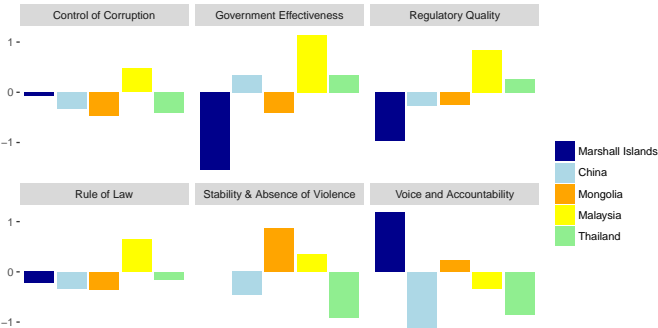 Control of Corruption
Government Effectiveness
Regulatory Quality
1
0
−1
Marshall Islands
China
Mongolia
Malaysia
Thailand
Rule of Law
Stability & Absence of Violence
Voice and Accountability
1
0
−1